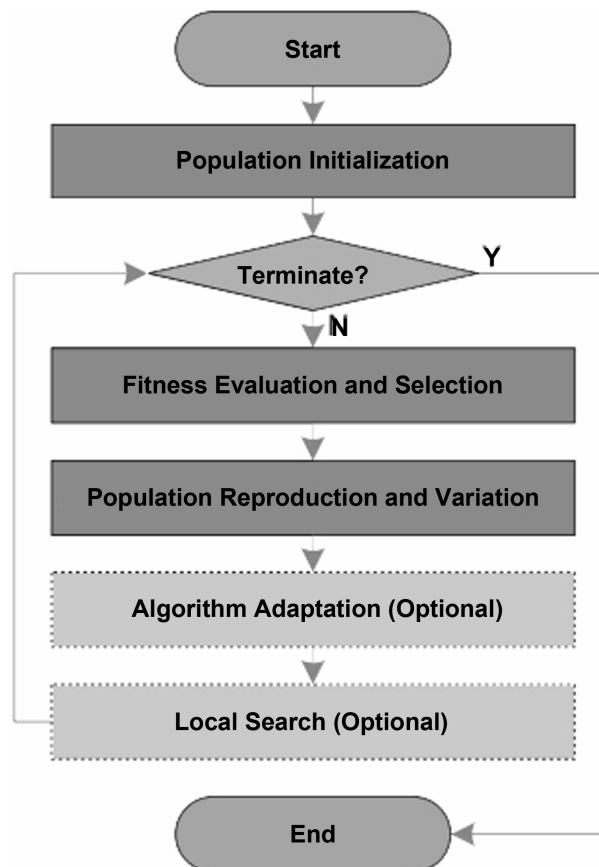 Start
Population Initialization
Terminate?
Y
N
Fitness Evaluation and Selection
Population Reproduction and Variation
Algorithm Adaptation (Optional)
Local Search (Optional)
End